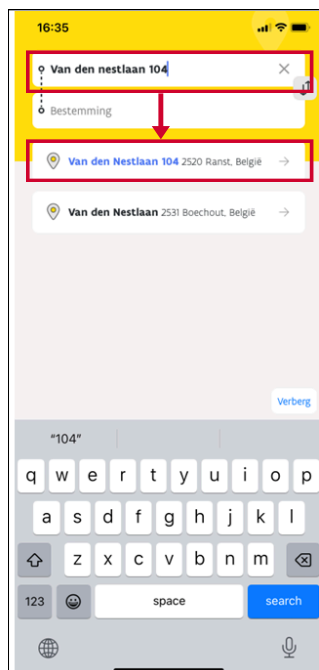 16:35
Van den nestlaan 104
Bestemming
Van den Nestlaan 104 2520 Ranst, België
Van den Nestlaan 2531 Boechout, België
Verberg
"104"
q w e r t y u i o p
a s d f g h j k l
z x c v b n m
123 space search